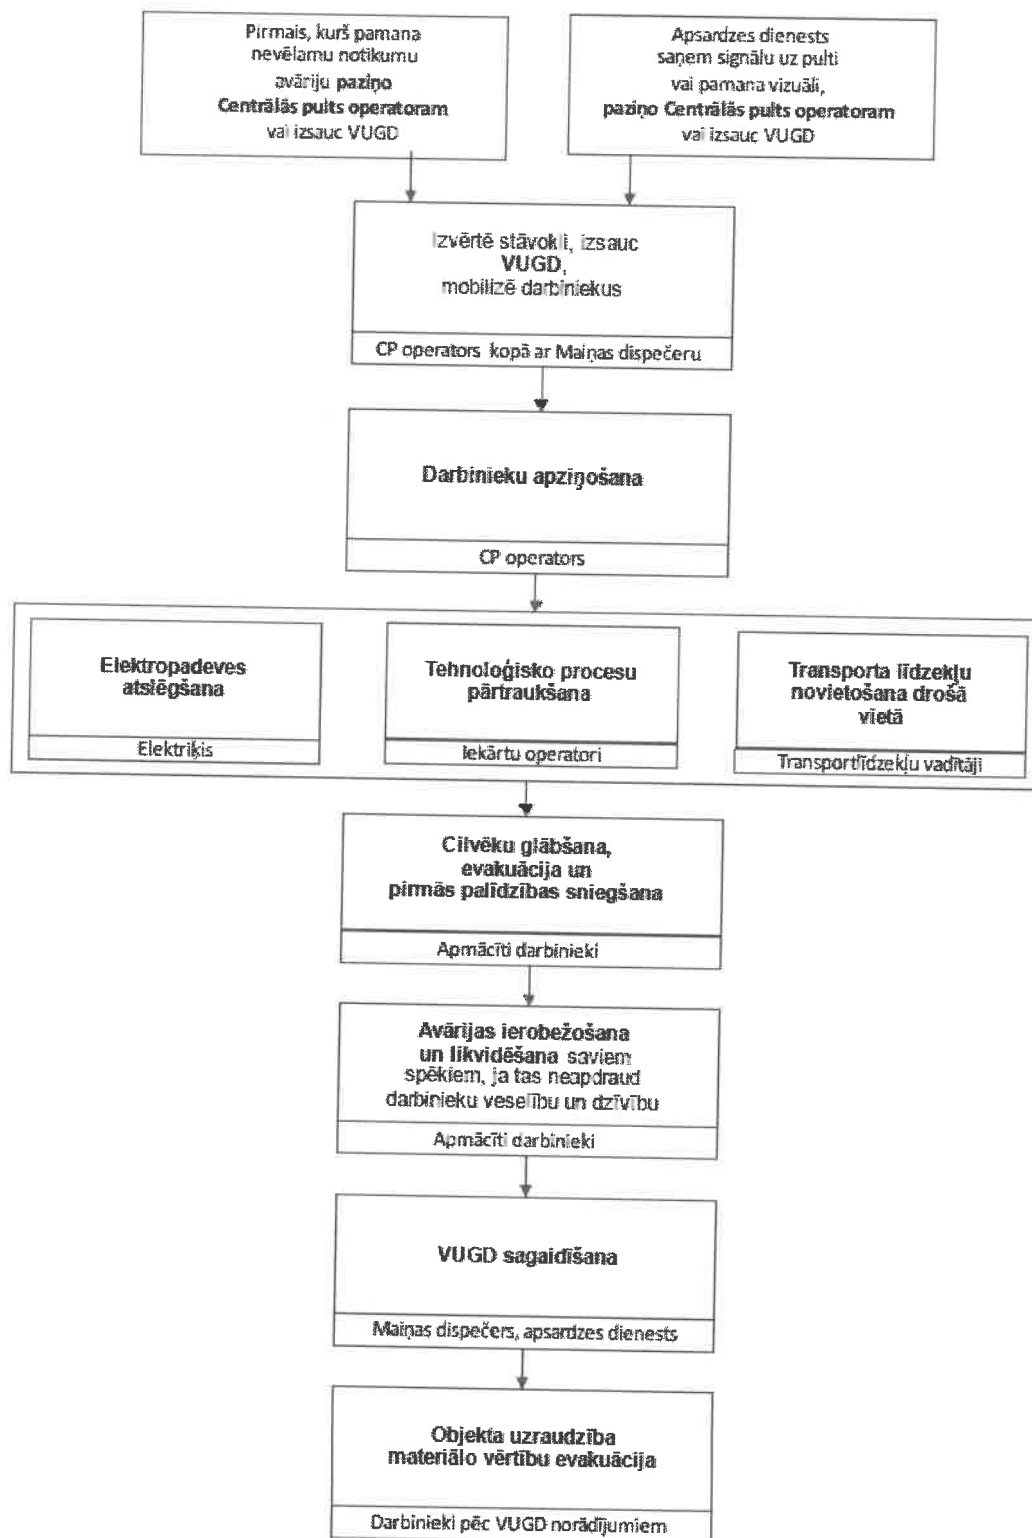 Pirmais, kurš pamana
nevēlamu notikumu
avāriju paziņo
Centrālās pults operatoram
vai izsauc VUGD
Apsardzes dienests
saņem signālu uz pulti
vai pamana vizuāli,
paziņo Centrālās pults operatoram
vai izsauc VUGD
Izvērtē stāvokli, izsauc
VUGD,
mobilizē darbiniekus
CP operators kopā ar Maiņas dispečeru
Darbinieku apziņošana
CP operators
Elektropadeves
atslēgšana
Elektriķis
Tehnoloģisko procesu
pārtraukšana
Iekārtu operatori
Transporta līdzekļu
novietošana drošā
vietā
Transportlīdzekļu vadītāji
Cilvēku glābšana,
evakuācija un
pirmās palīdzības sniegšana
Apmācīti darbinieki
Avārijas ierobežošana
un likvidēšana saviem
spēkiem, ja tas neapdraud
darbinieku veselību un dzīvību
Apmācīti darbinieki
VUGD sagaidīšana
Maiņas dispečers, apsardzes dienests
Objekta uzraudzība
materiālo vērtību evakuācija
Darbinieki pēc VUGD norādījumiem